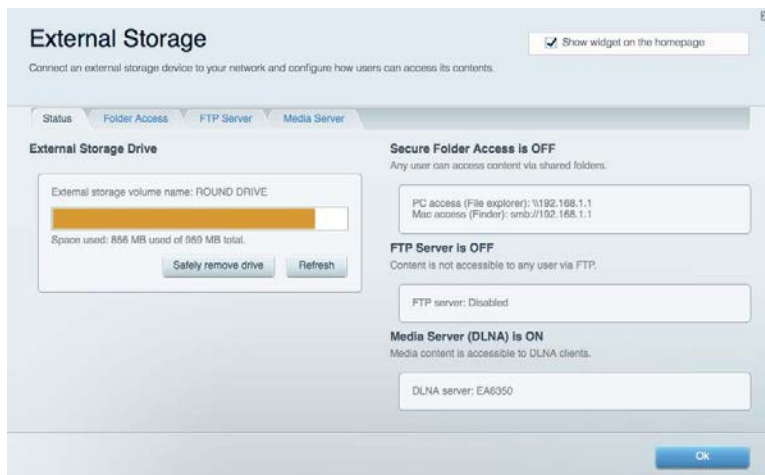 External Storage
Show widget on the homepage
Connect an external storage device to your network and configure how users can access its contents.
Status
Folder Access
FTP Server
Media Server
External Storage Drive
External storage volume name: ROUND DRIVE
Space used: 856 MB used of 959 MB total.
Safely remove drive
Refresh
Secure Folder Access is OFF
Any user can access content via shared folders.
PC access (File explorer): \\192.168.1.1
Mac access (Finder): smb://192.168.1.1
FTP Server is OFF
Content is not accessible to any user via FTP.
FTP server: Disabled
Media Server (DLNA) is ON
Media content is accessible to DLNA clients.
DLNA server: EA6350
Ok